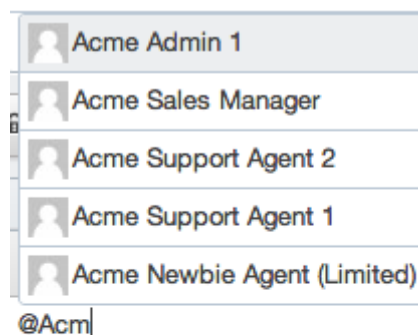 Acme Admin 1
Acme Sales Manager
Acme Support Agent 2
Acme Support Agent 1
Acme Newbie Agent (Limited)
@Acm